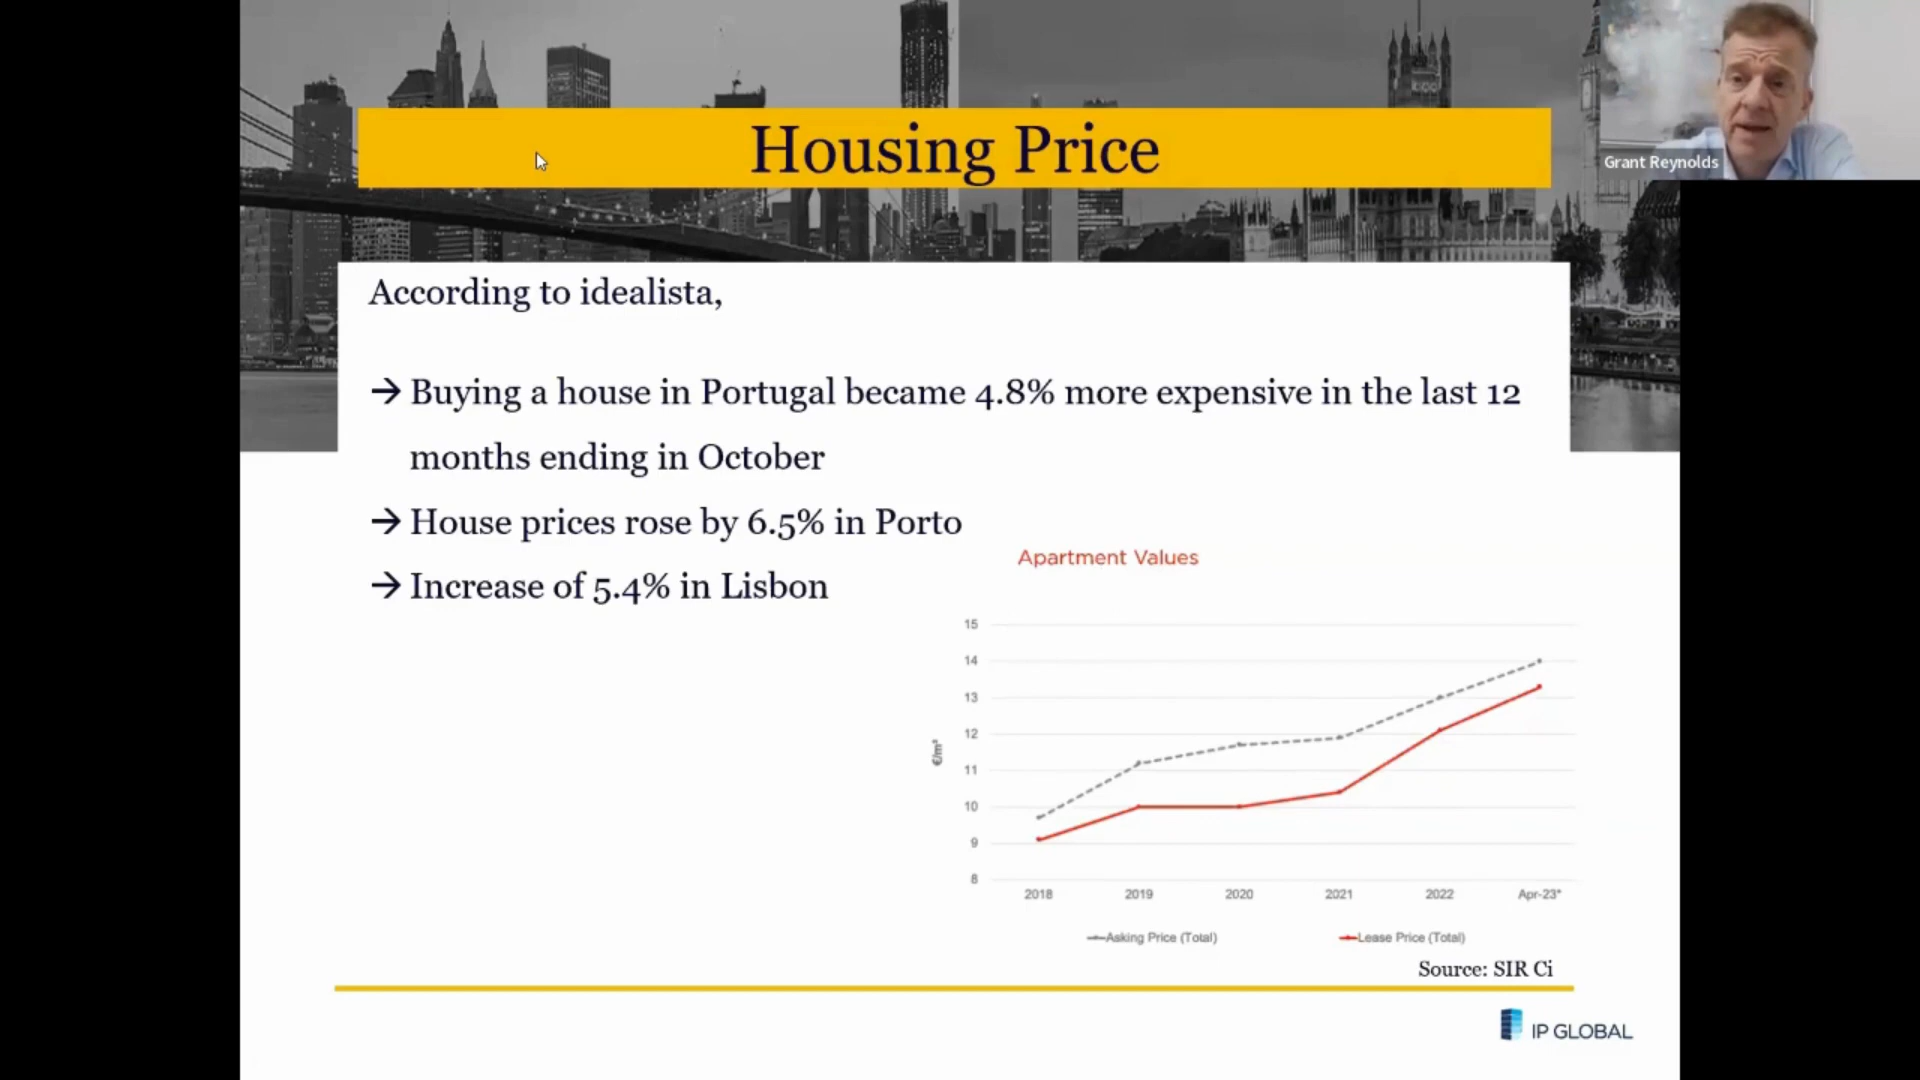 Housing Price
Grant Reynolds
According to idealista,
→ Buying a house in Portugal became 4.8% more expensive in the last 12
months ending in October
→ House prices rose by 6.5% in Porto
→ Increase of 5.4% in Lisbon
Apartment Values
15
14
13
12
11
10
9
8
€/m²
2018 2019 2020 2021 2022 Apr-23*
Asking Price (Total) Lease Price (Total)
Source: SIR Ci
IP GLOBAL